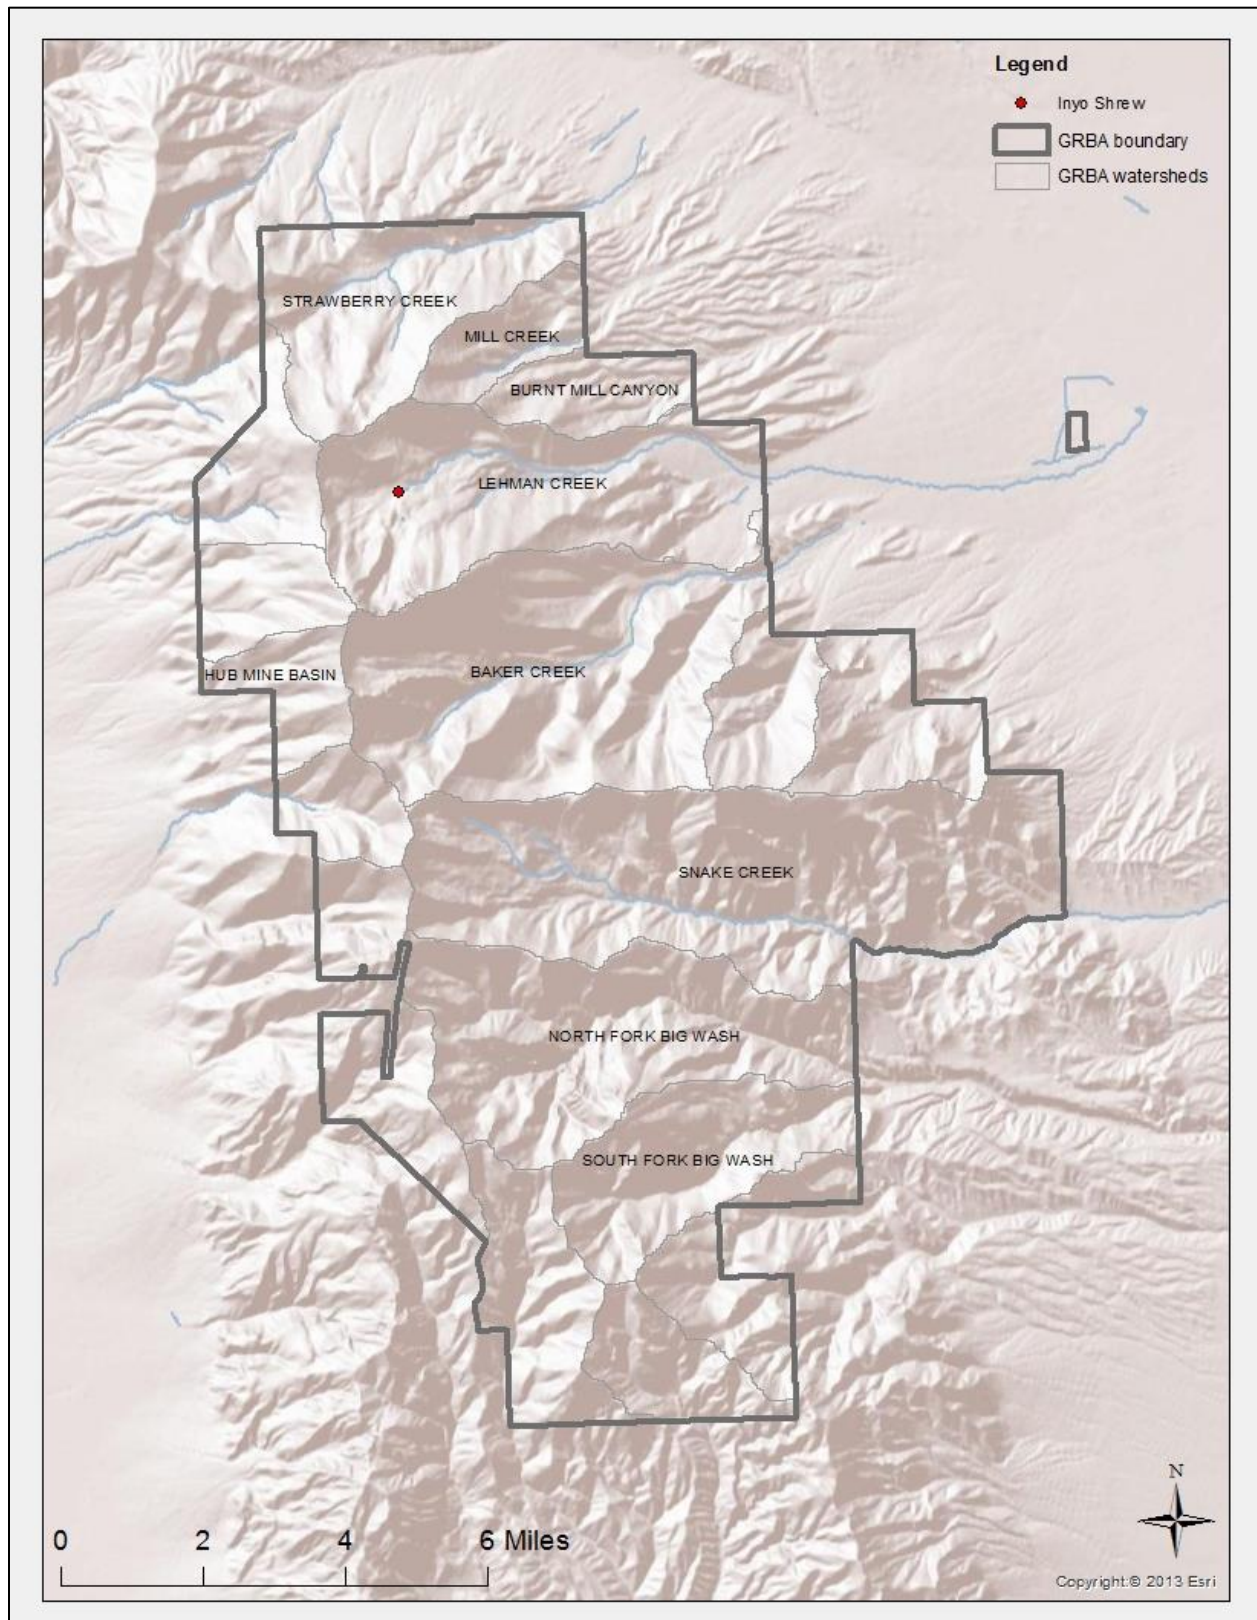 Legend
Inyo Shrew
GRBA boundary
GRBA watersheds
STRAWBERRY CREEK
MILL CREEK
BURNT MILL CANYON
LEHMAN CREEK
HUB MINE BASIN
BAKER CREEK
SNAKE CREEK
NORTH FORK BIG WASH
SOUTH FORK BIG WASH
N
0 2 4 6 Miles
Copyright:© 2013 Esri